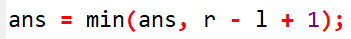 ans = min(ans, r - l + 1);